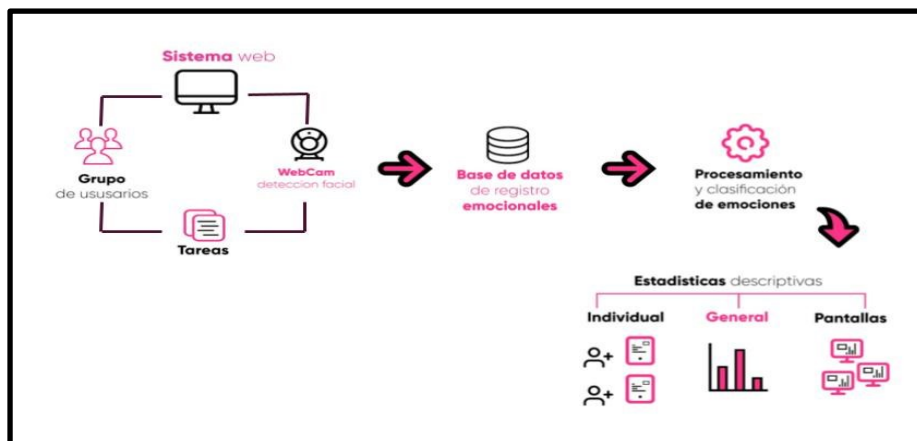 Sistema web
Grupo
de ususarios
WebCam
deteccion facial
Tareas
Base de datos
de registro
emocionales
Procesamiento
y clasificación
de emociones
Estadisticas descriptivas
Individual
General
Pantallas